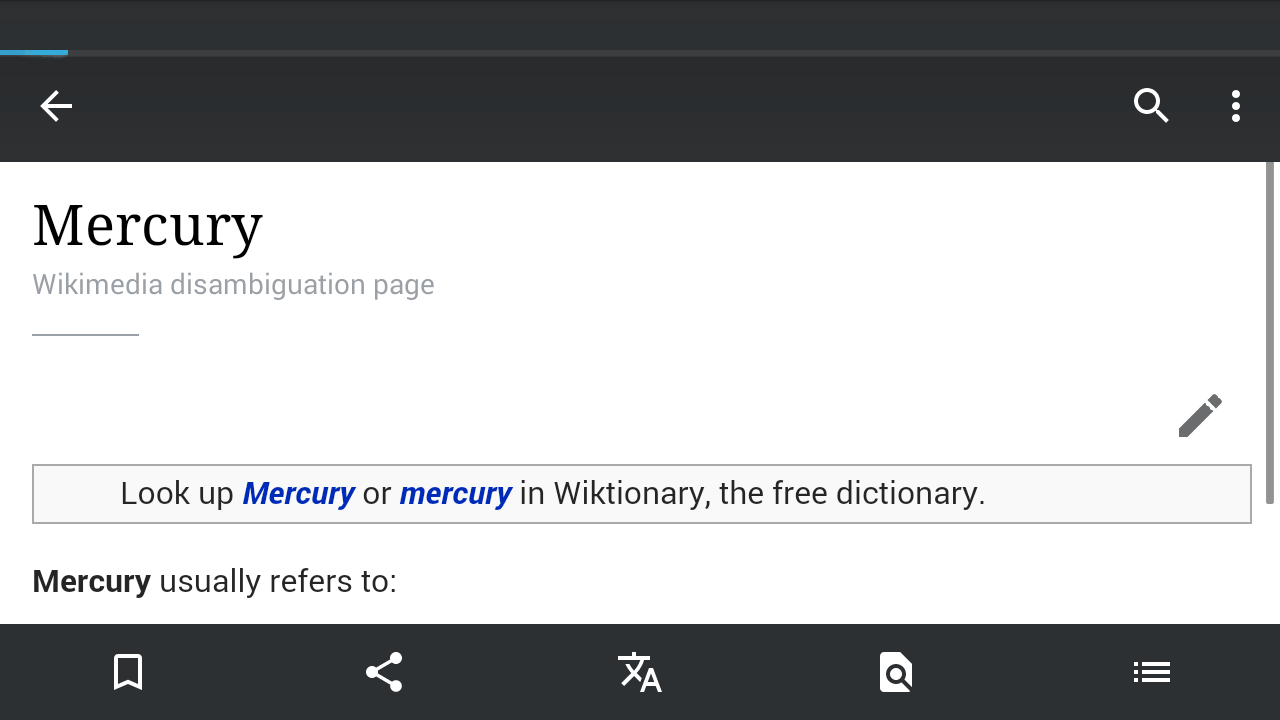 Mercury
Wikimedia disambiguation page
Look up Mercury or mercury in Wiktionary, the free dictionary.
Mercury usually refers to: